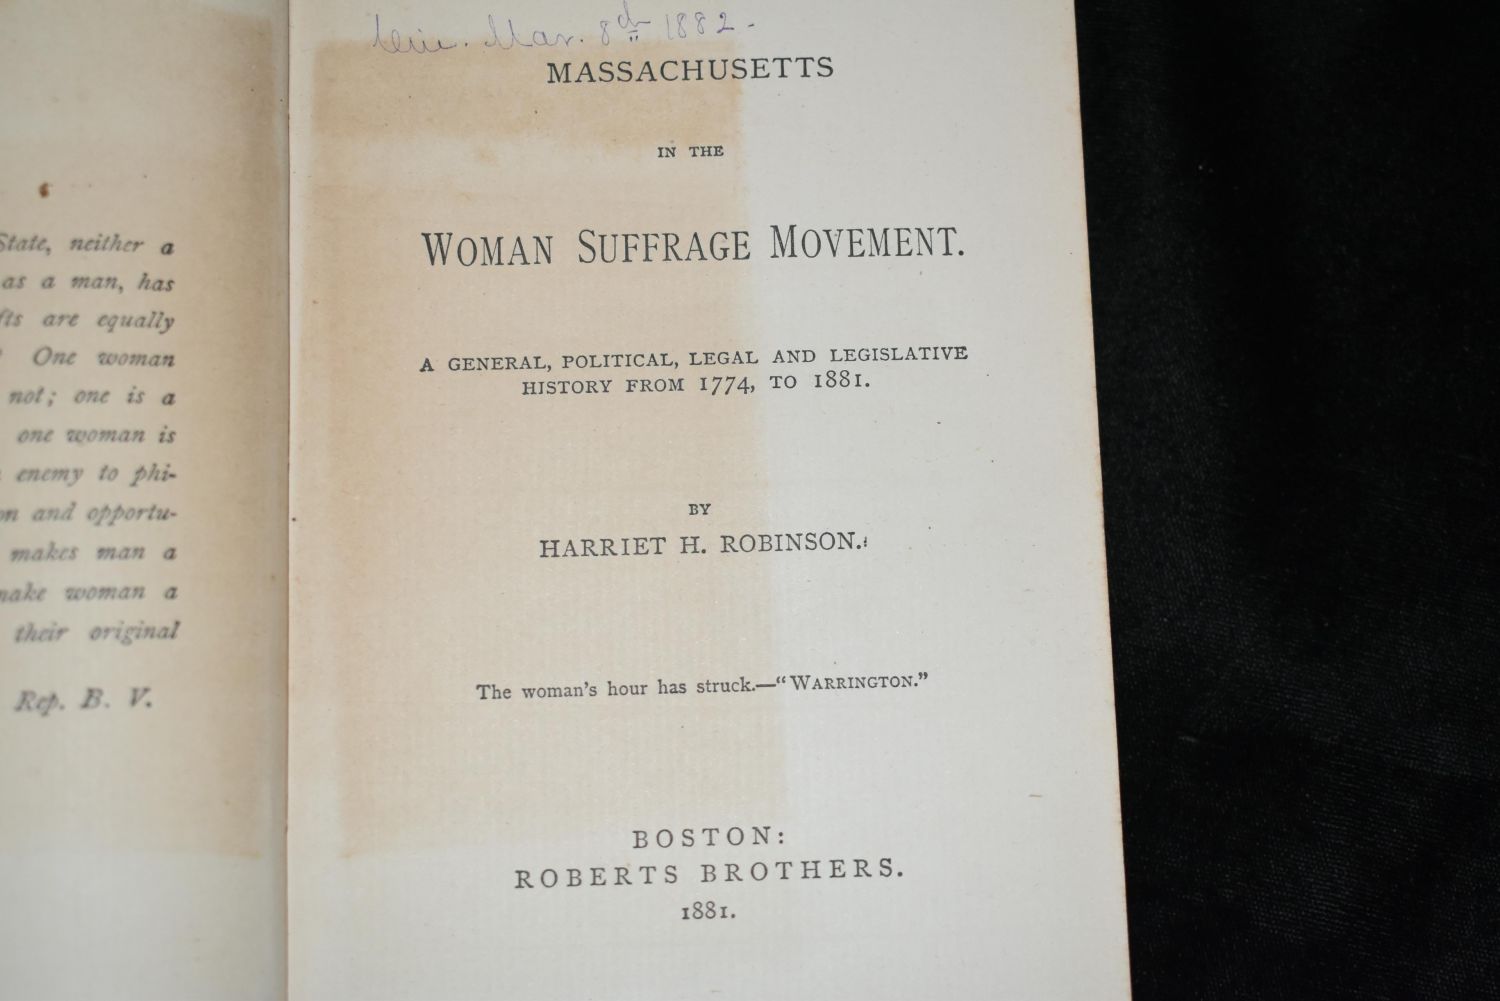 Mar. 8th 1882.
MASSACHUSETTS
IN THE
WOMAN SUFFRAGE MOVEMENT.
A GENERAL, POLITICAL, LEGAL AND LEGISLATIVE
HISTORY FROM 1774, TO 1881.
BY
HARRIET H. ROBINSON.
The woman's hour has struck.—"WARRINGTON."
BOSTON:
ROBERTS BROTHERS.
1881.
State, neither a
as a man, has
are equally
One woman
not; one is a
one woman is
enemy to phi-
and opportu-
makes man a
make woman a
their original
Rep. B. V.